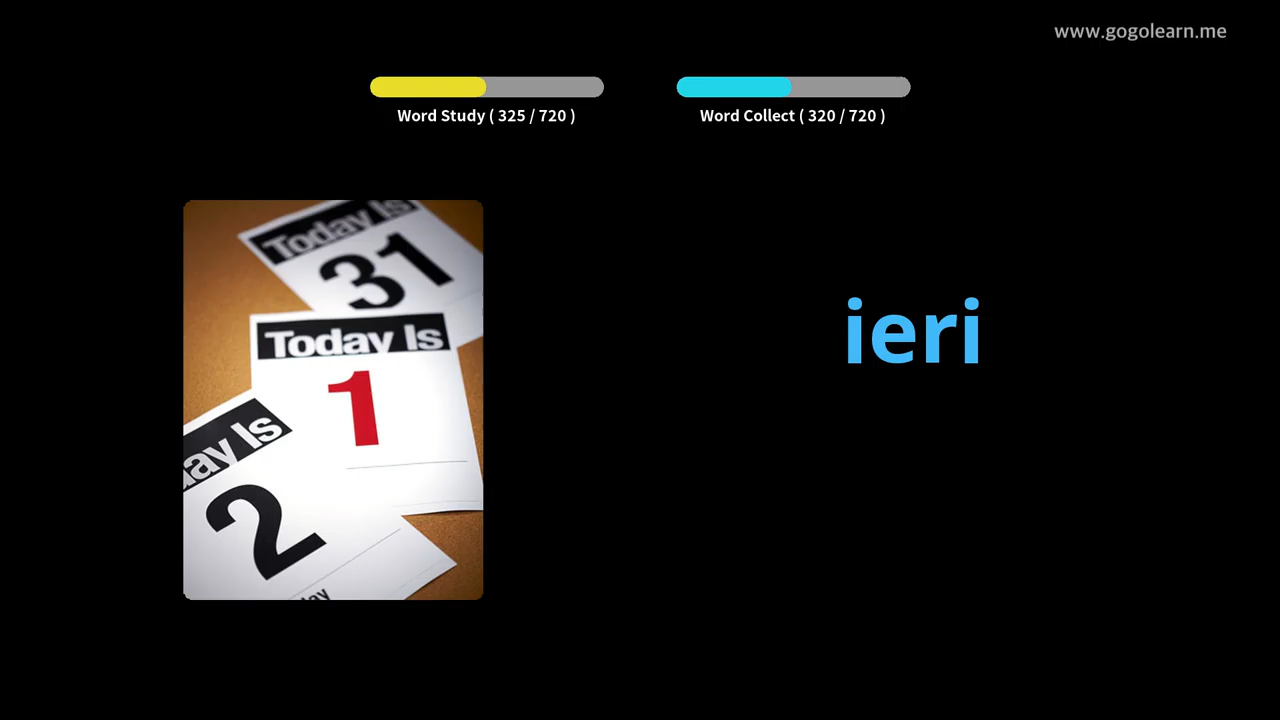 www.gogolearn.me
Word Study ( 325 / 720 )
Word Collect ( 320 / 720 )
Today Is
31
Today Is
1
ay Is
2
ieri